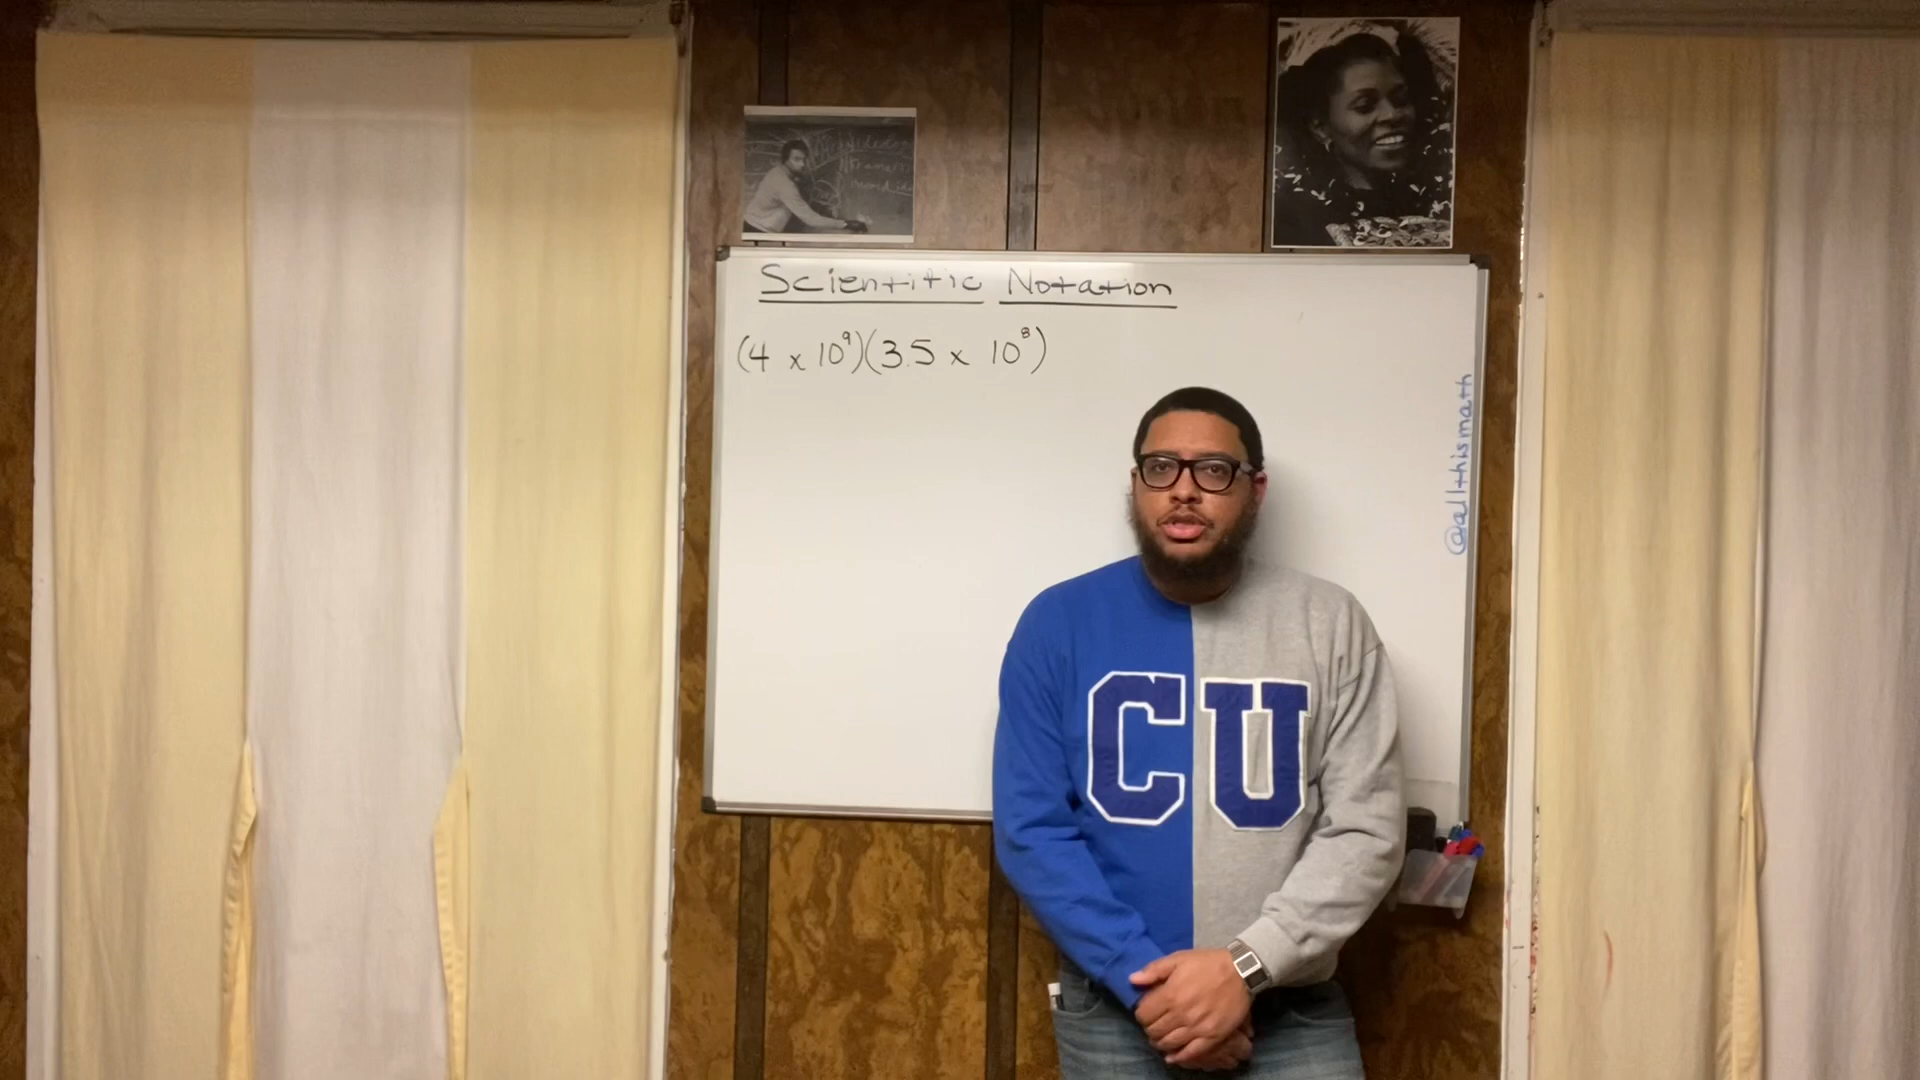 Scientific Notation
(4 x 10⁹)(3.5 x 10⁸)
@allthismath
CU